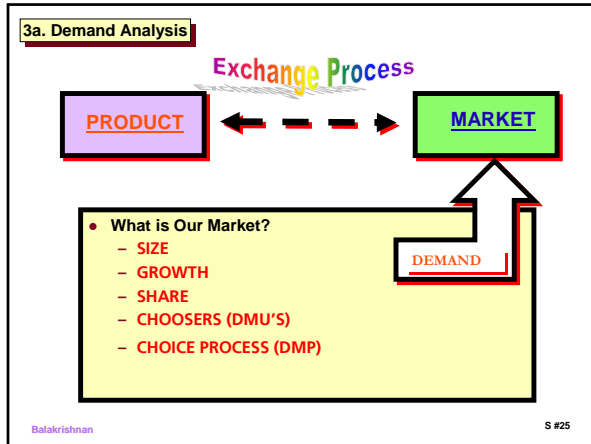 3a. Demand Analysis
Exchange Process
PRODUCT
MARKET
● What is Our Market?
– SIZE
– GROWTH
– SHARE
– CHOOSERS (DMU'S)
– CHOICE PROCESS (DMP)
DEMAND
Balakrishnan
S #25